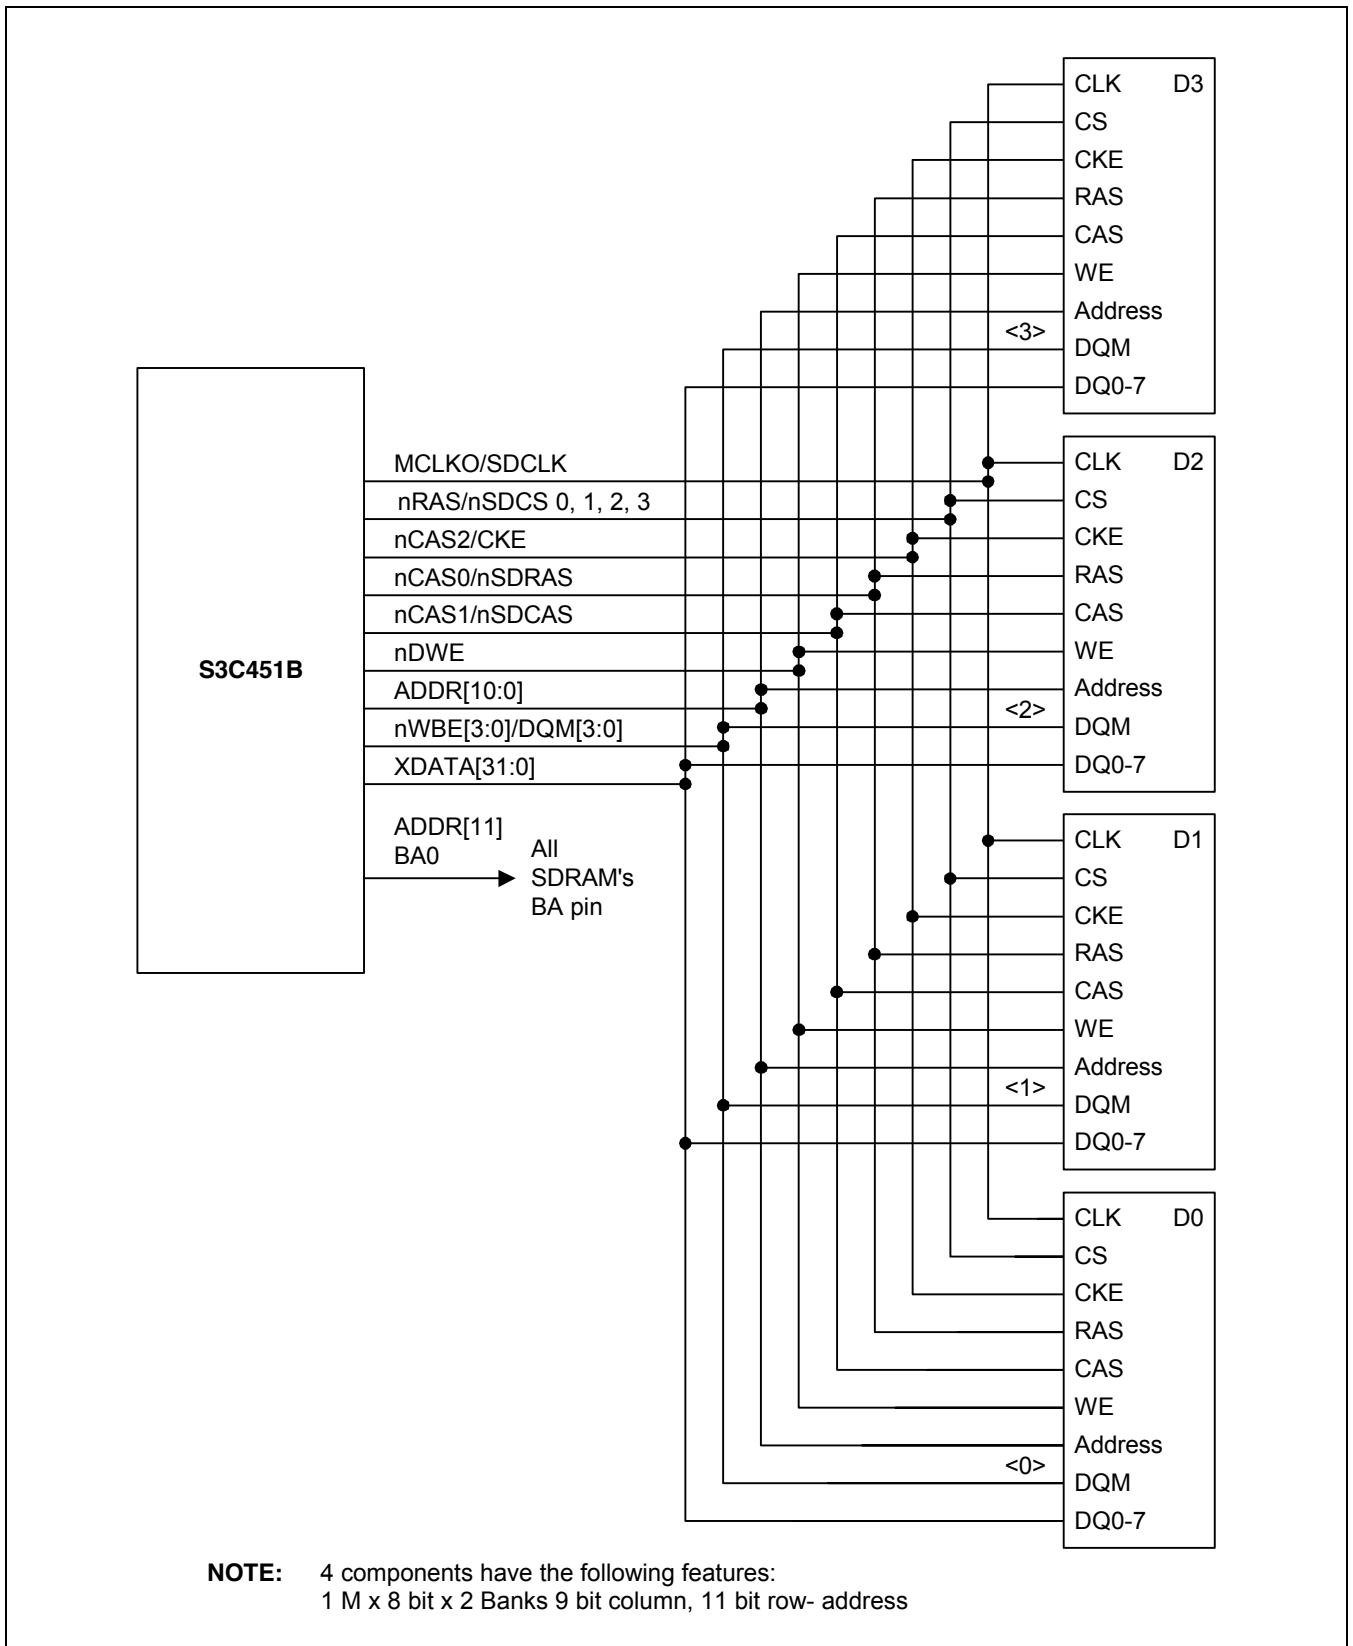 CLK D3
CS
CKE
RAS
CAS
WE
Address
<3>
DQM
DQ0-7
S3C451B
MCLKO/SDCLK
nRAS/nSDCS 0, 1, 2, 3
nCAS2/CKE
nCAS0/nSDRAS
nCAS1/nSDCAS
nDWE
ADDR[10:0]
nWBE[3:0]/DQM[3:0]
XDATA[31:0]
ADDR[11]
BA0
All
SDRAM's
BA pin
CLK D2
CS
CKE
RAS
CAS
WE
Address
<2>
DQM
DQ0-7
CLK D1
CS
CKE
RAS
CAS
WE
Address
<1>
DQM
DQ0-7
CLK D0
CS
CKE
RAS
CAS
WE
Address
<0>
DQM
DQ0-7
NOTE: 4 components have the following features:
1 M x 8 bit x 2 Banks 9 bit column, 11 bit row- address